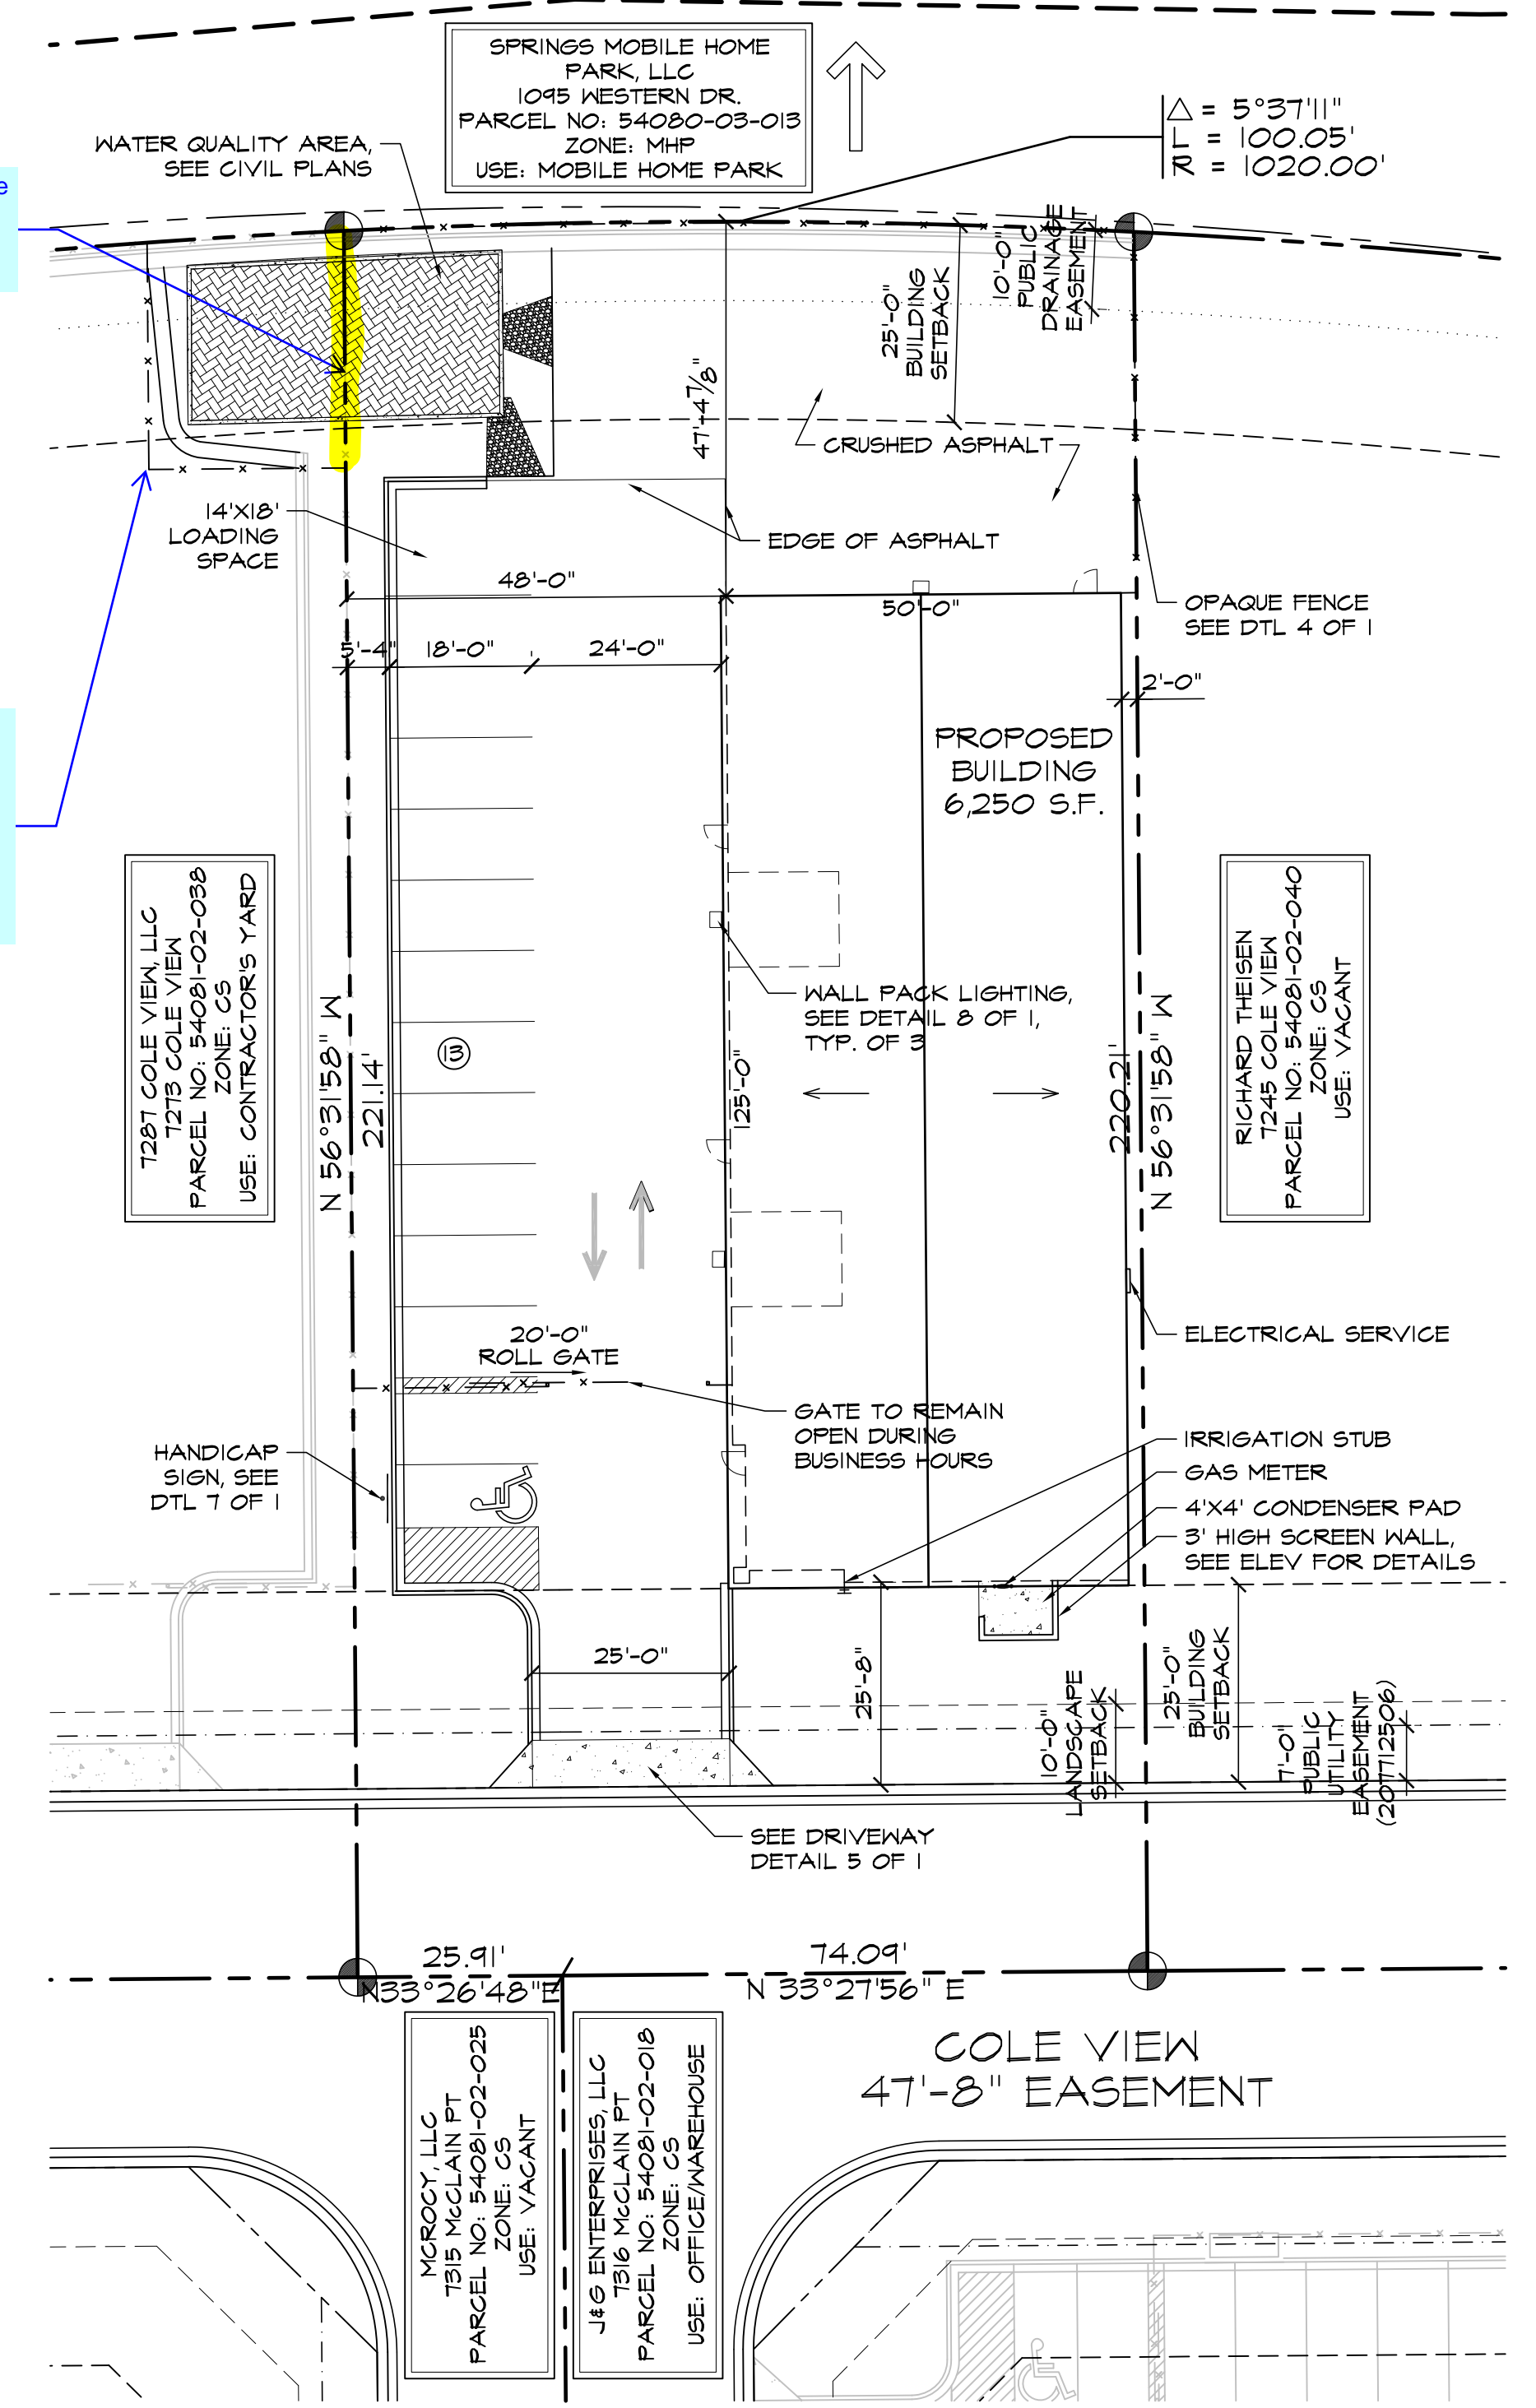 SPRINGS MOBILE HOME
PARK, LLC
1095 WESTERN DR.
PARCEL NO: 54080-03-013
ZONE: MHP
USE: MOBILE HOME PARK
△ = 5°37'11"
L = 100.05'
R = 1020.00'
WATER QUALITY AREA,
SEE CIVIL PLANS
e
10'-0"
PUBLIC
DRAINAGE
EASEMENT
25'-0"
BUILDING
SETBACK
47'-4⅞"
CRUSHED ASPHALT
14'X18'
LOADING
SPACE
EDGE OF ASPHALT
48'-0"
50'-0"
OPAQUE FENCE
SEE DTL 4 OF 1
5'-4"
18'-0"
24'-0"
2'-0"
PROPOSED
BUILDING
6,250 S.F.
7287 COLE VIEW, LLC
7273 COLE VIEW
PARCEL NO: 54081-02-038
ZONE: CS
USE: CONTRACTOR'S YARD
RICHARD THEISEN
7245 COLE VIEW
PARCEL NO: 54081-02-040
ZONE: CS
USE: VACANT
WALL PACK LIGHTING,
SEE DETAIL 8 OF 1,
TYP. OF 3
N 56°31'58" W
221.14'
13
125'-0"
220.21'
N 56°31'58" W
20'-0"
ROLL GATE
ELECTRICAL SERVICE
GATE TO REMAIN
OPEN DURING
BUSINESS HOURS
HANDICAP
SIGN, SEE
DTL 7 OF 1
IRRIGATION STUB
GAS METER
4'X4' CONDENSER PAD
3' HIGH SCREEN WALL,
SEE ELEV FOR DETAILS
25'-0"
25'-8"
10'-0"
LANDSCAPE
SETBACK
25'-0"
BUILDING
SETBACK
7'-0"
PUBLIC
UTILITY
EASEMENT
(207712506)
SEE DRIVEWAY
DETAIL 5 OF 1
25.91'
N33°26'48"E
74.09'
N 33°27'56" E
COLE VIEW
47'-8" EASEMENT
MCROCY, LLC
7315 McCLAIN PT
PARCEL NO: 54081-02-025
ZONE: CS
USE: VACANT
J&G ENTERPRISES, LLC
7316 McCLAIN PT
PARCEL NO: 54081-02-018
ZONE: CS
USE: OFFICE/WAREHOUSE